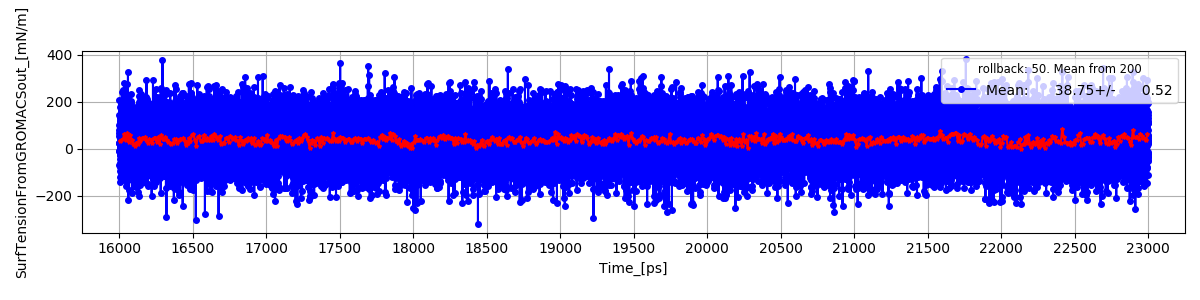 SurfTensionFromGROMACSout_[mN/m]
400
200
0
−200
rollback: 50. Mean from 200
Mean: 38.75+/- 0.52
16000 16500 17000 17500 18000 18500 19000 19500 20000 20500 21000 21500 22000 22500 23000
Time_[ps]